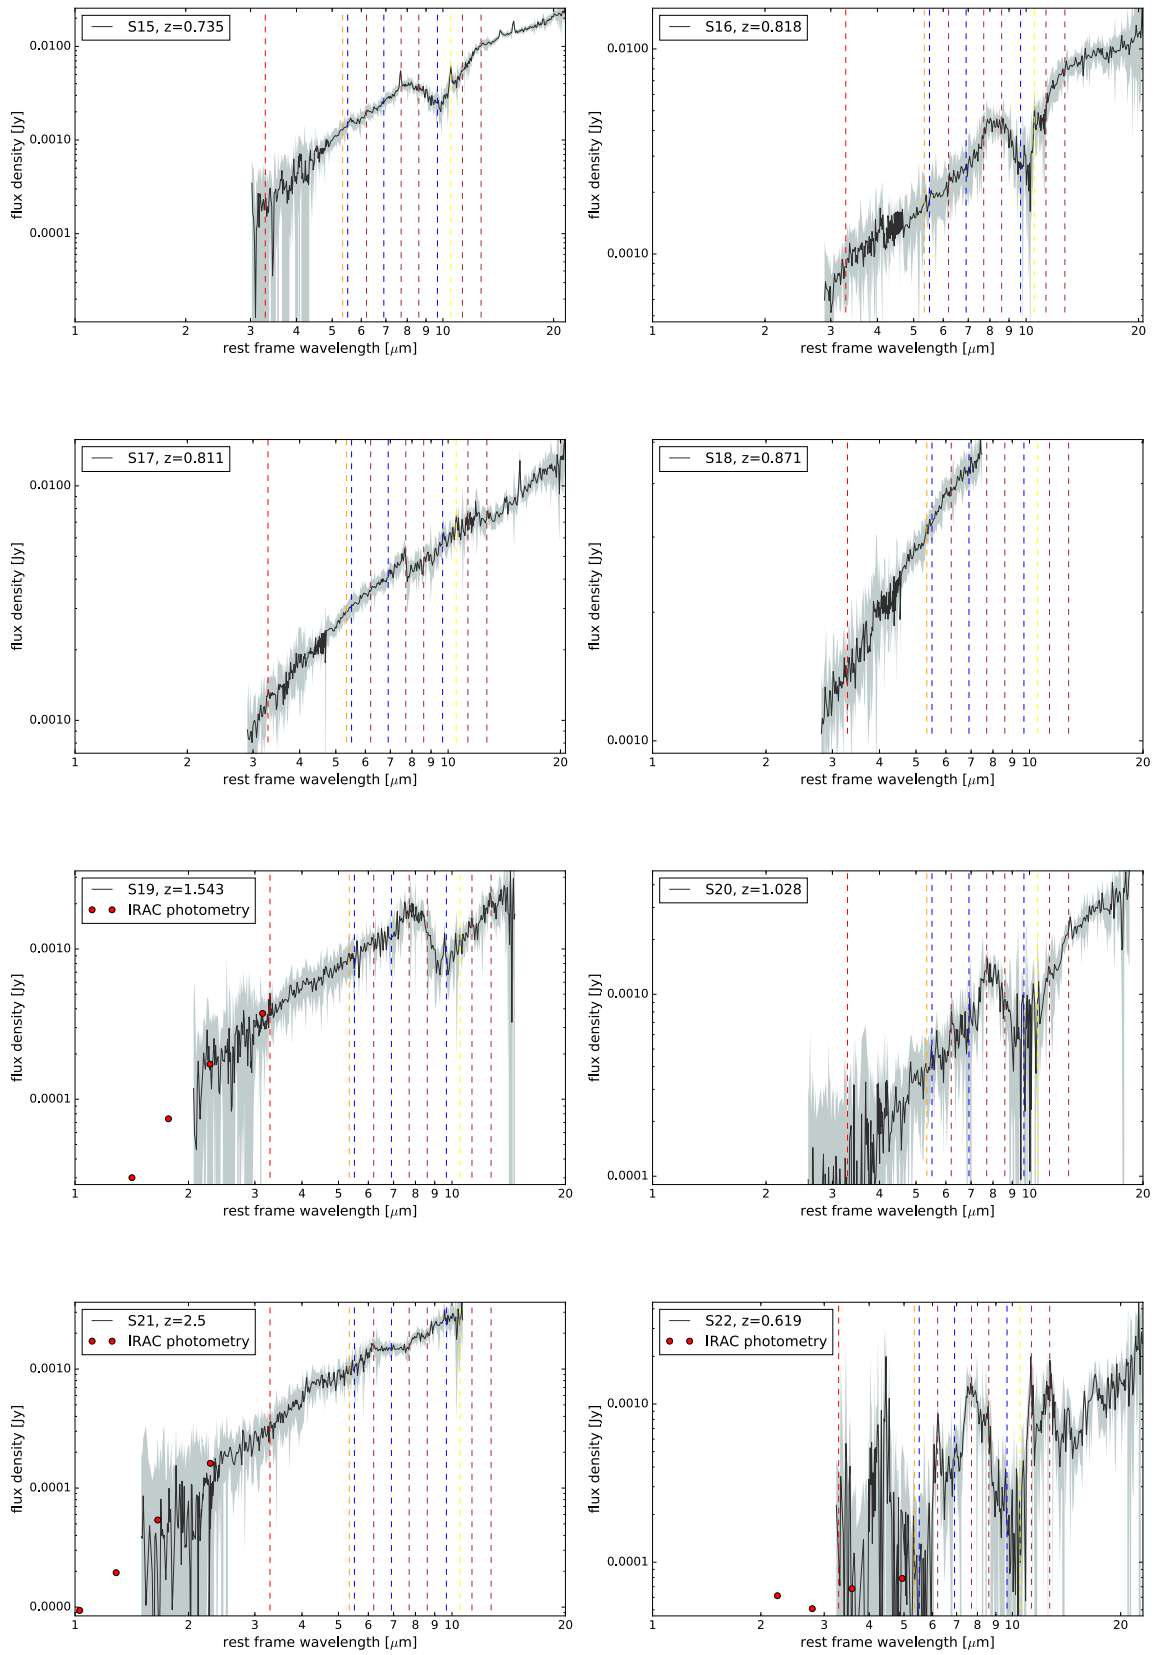 S15, z=0.735
0.0100
0.0010
0.0001
flux density [Jy]
1 2 3 4 5 6 7 8 9 10 20
rest frame wavelength [μm]
S16, z=0.818
0.0100
0.0010
flux density [Jy]
1 2 3 4 5 6 7 8 9 10 20
rest frame wavelength [μm]
S17, z=0.811
0.0100
0.0010
flux density [Jy]
1 2 3 4 5 6 7 8 9 10 20
rest frame wavelength [μm]
S18, z=0.871
0.0010
flux density [Jy]
1 2 3 4 5 6 7 8 9 10 20
rest frame wavelength [μm]
S19, z=1.543
IRAC photometry
0.0010
0.0001
flux density [Jy]
1 2 3 4 5 6 7 8 9 10 20
rest frame wavelength [μm]
S20, z=1.028
0.0010
0.0001
flux density [Jy]
1 2 3 4 5 6 7 8 9 10 20
rest frame wavelength [μm]
S21, z=2.5
IRAC photometry
0.0010
0.0001
0.0000
flux density [Jy]
1 2 3 4 5 6 7 8 9 10 20
rest frame wavelength [μm]
S22, z=0.619
IRAC photometry
0.0010
0.0001
flux density [Jy]
1 2 3 4 5 6 7 8 9 10 20
rest frame wavelength [μm]